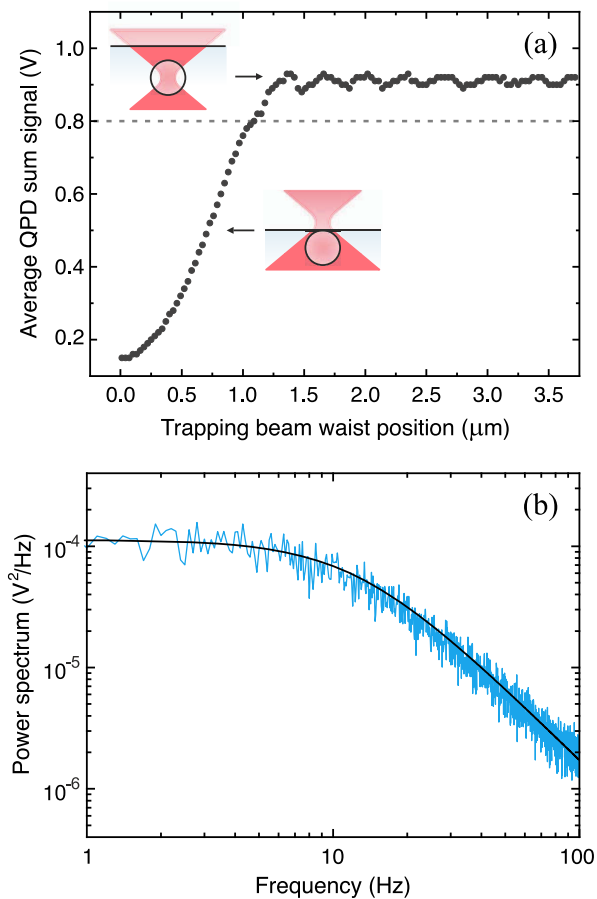 (a)
Average QPD sum signal (V)
1.0
0.8
0.6
0.4
0.2
0.0 0.5 1.0 1.5 2.0 2.5 3.0 3.5
Trapping beam waist position (μm)
(b)
Power spectrum (V²/Hz)
10⁻⁴
10⁻⁵
10⁻⁶
1 10 100
Frequency (Hz)